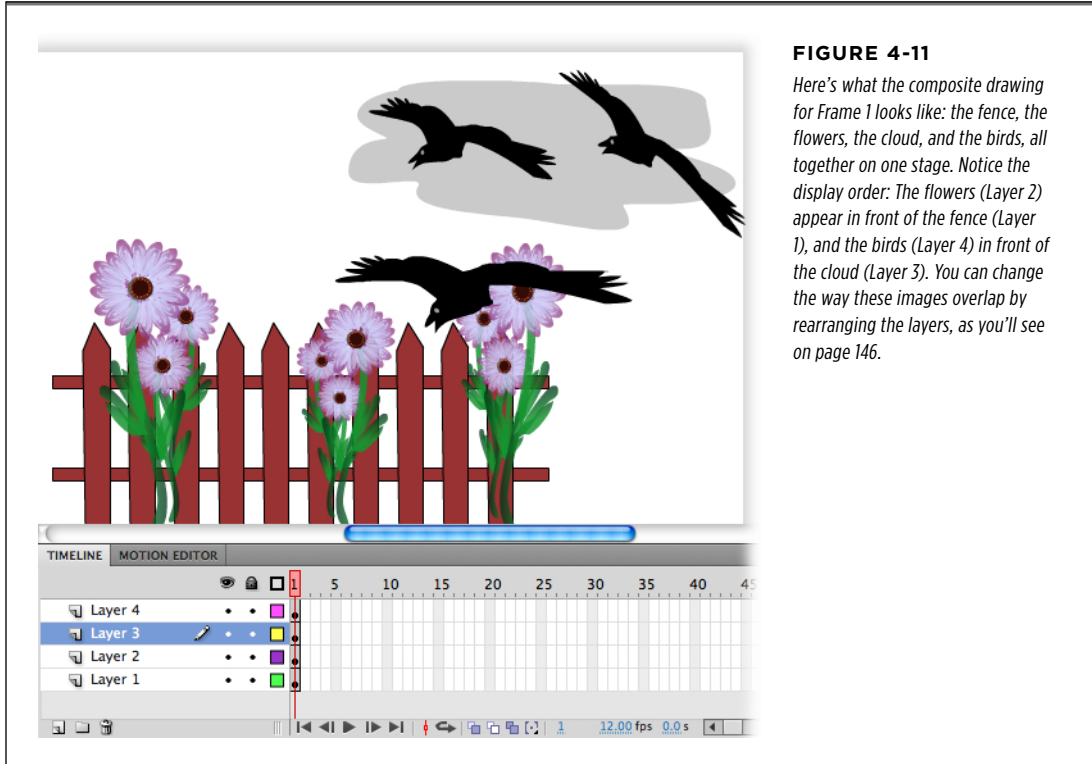 FIGURE 4-11
Here’s what the composite drawing
for Frame 1 looks like: the fence, the
flowers, the cloud, and the birds, all
together on one stage. Notice the
display order: The flowers (Layer 2)
appear in front of the fence (Layer
1), and the birds (Layer 4) in front of
the cloud (Layer 3). You can change
the way these images overlap by
rearranging the layers, as you’ll see
on page 146.
TIMELINE MOTION EDITOR
1 5 10 15 20 25 30 35 40 45
Layer 4
Layer 3
Layer 2
Layer 1
1 12.00 fps 0.0 s